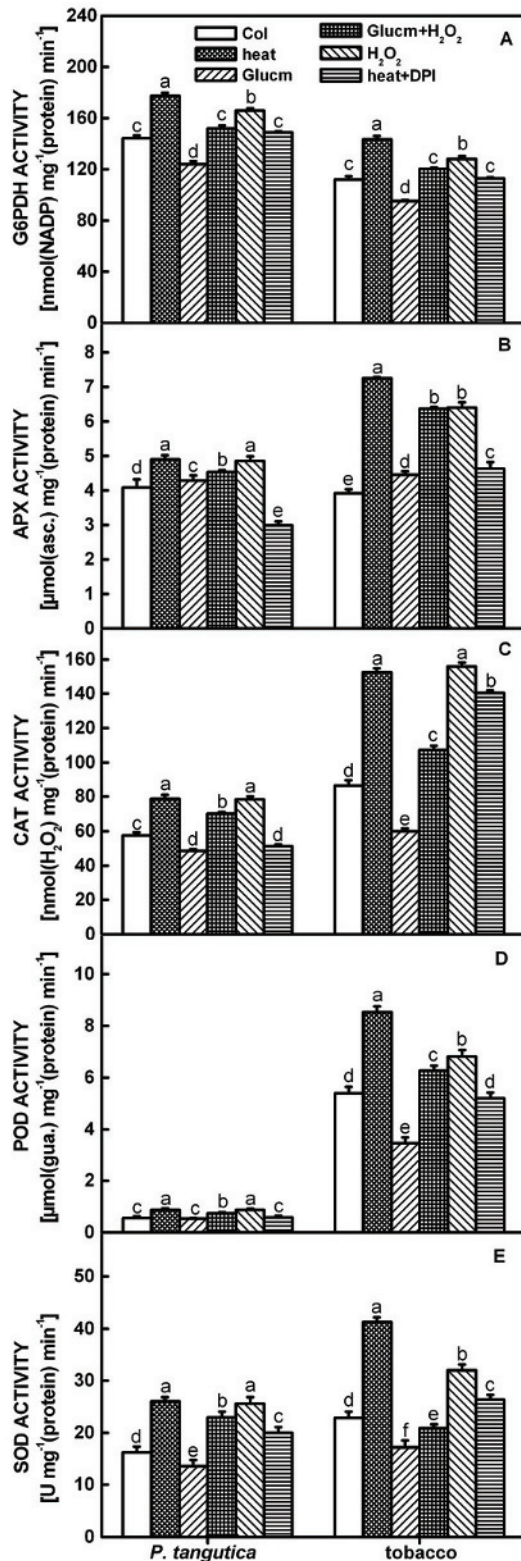 Col
heat
Glucm
Glucm+H₂O₂
H₂O₂
heat+DPI
A
G6PDH ACTIVITY
[nmol(NADP) mg⁻¹(protein) min⁻¹]
240
200
160
120
80
40
0
c a d c b c
c a d c b c
B
APX ACTIVITY
[µmol(asc.) mg⁻¹(protein) min⁻¹]
8
7
6
5
4
3
2
1
0
d a c b a e
e a d b b c
C
CAT ACTIVITY
[nmol(H₂O₂) mg⁻¹(protein) min⁻¹]
160
140
120
100
80
60
40
20
0
c a d b a d
d a e c a b
D
POD ACTIVITY
[µmol(gua.) mg⁻¹(protein) min⁻¹]
10
8
6
4
2
0
c a c b a c
d a e c b d
E
SOD ACTIVITY
[U mg⁻¹(protein) min⁻¹]
50
40
30
20
10
0
d a e b a c
d a f e b c
P. tangutica
tobacco